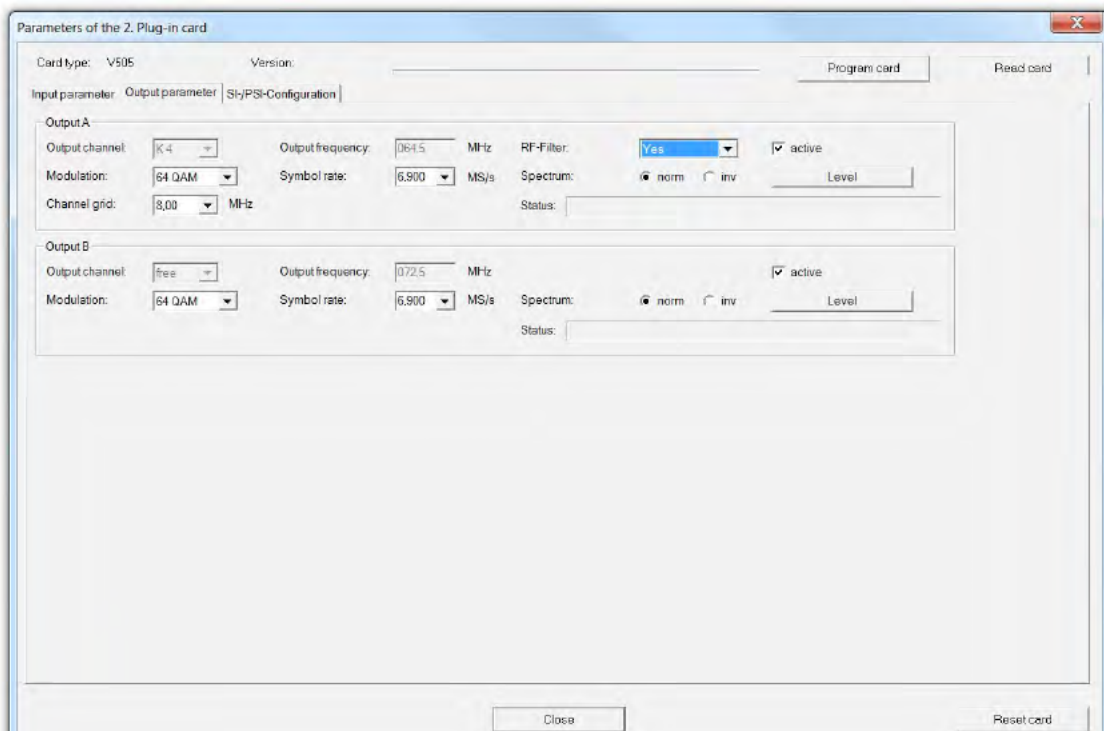 Parameters of the 2. Plug-in card
X
Card type: V505 Version: Program card Read card
Input parameter Output parameter SI-/PSI-Configuration
Output A
Output channel: K 4 Output frequency: 064.5 MHz RF-Filter: Yes active
Modulation: 64 QAM Symbol rate: 6.900 MS/s Spectrum: norm inv Level
Channel grid: 8,00 MHz Status:
Output B
Output channel: free Output frequency: 072.5 MHz active
Modulation: 64 QAM Symbol rate: 6.900 MS/s Spectrum: norm inv Level
Status:
Close Reset card